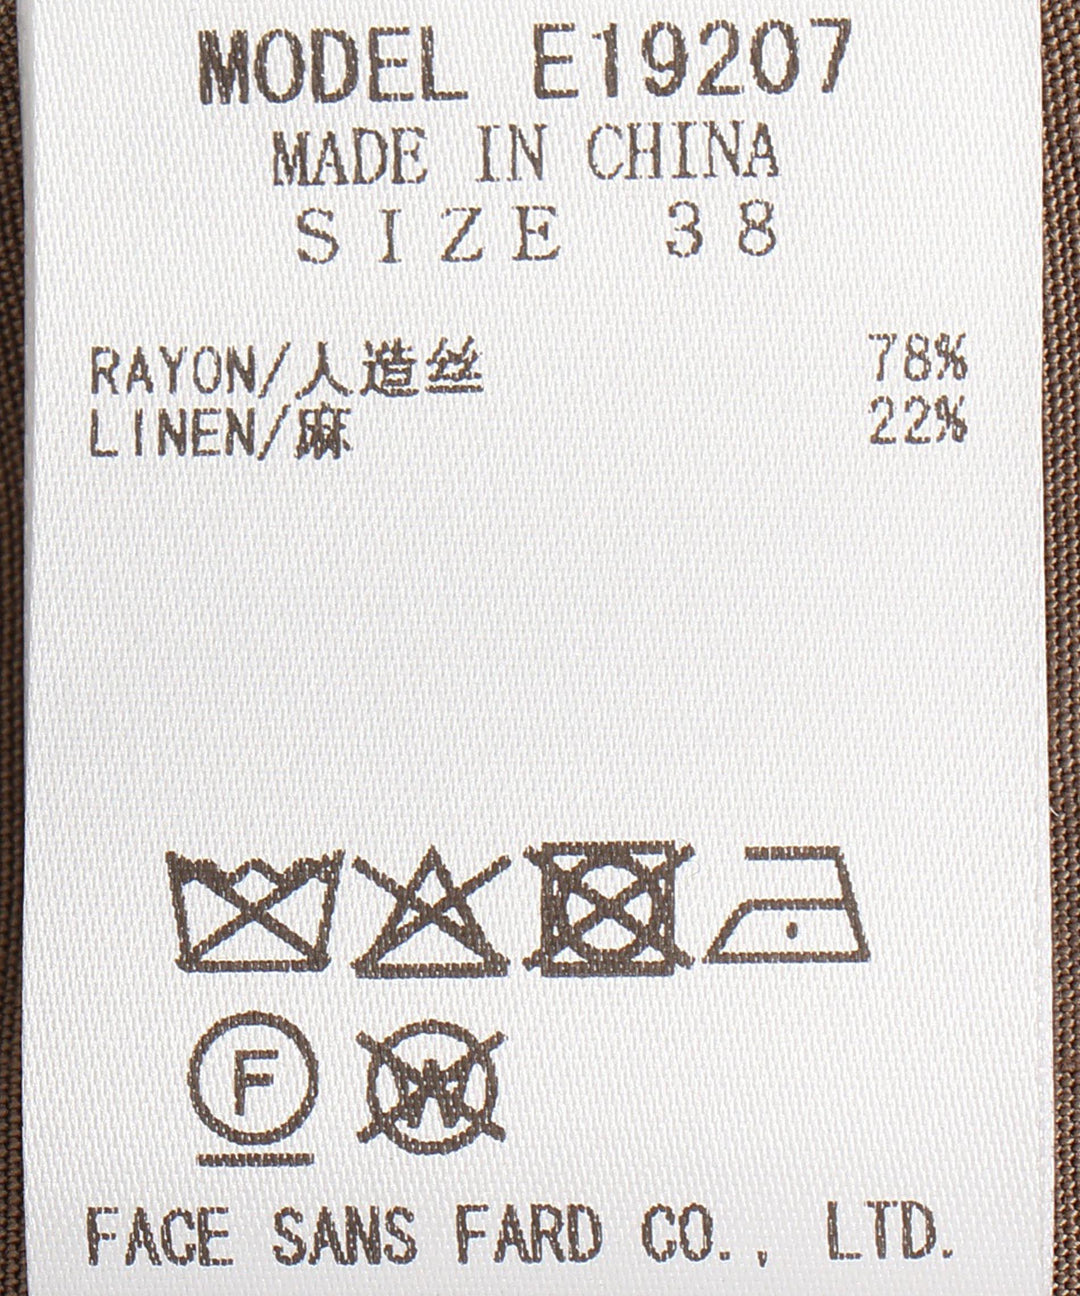 MODEL E19207
MADE IN CHINA
SIZE 38
RAYON/人造丝 78%
LINEN/麻 22%
F W
FACE SANS FARD CO., LTD.